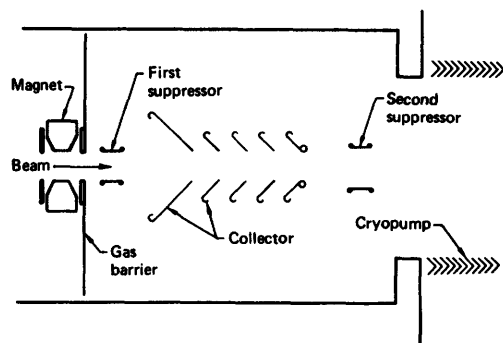 Magnet
First
suppressor
Second
suppressor
Beam
Collector
Gas
barrier
Cryopump